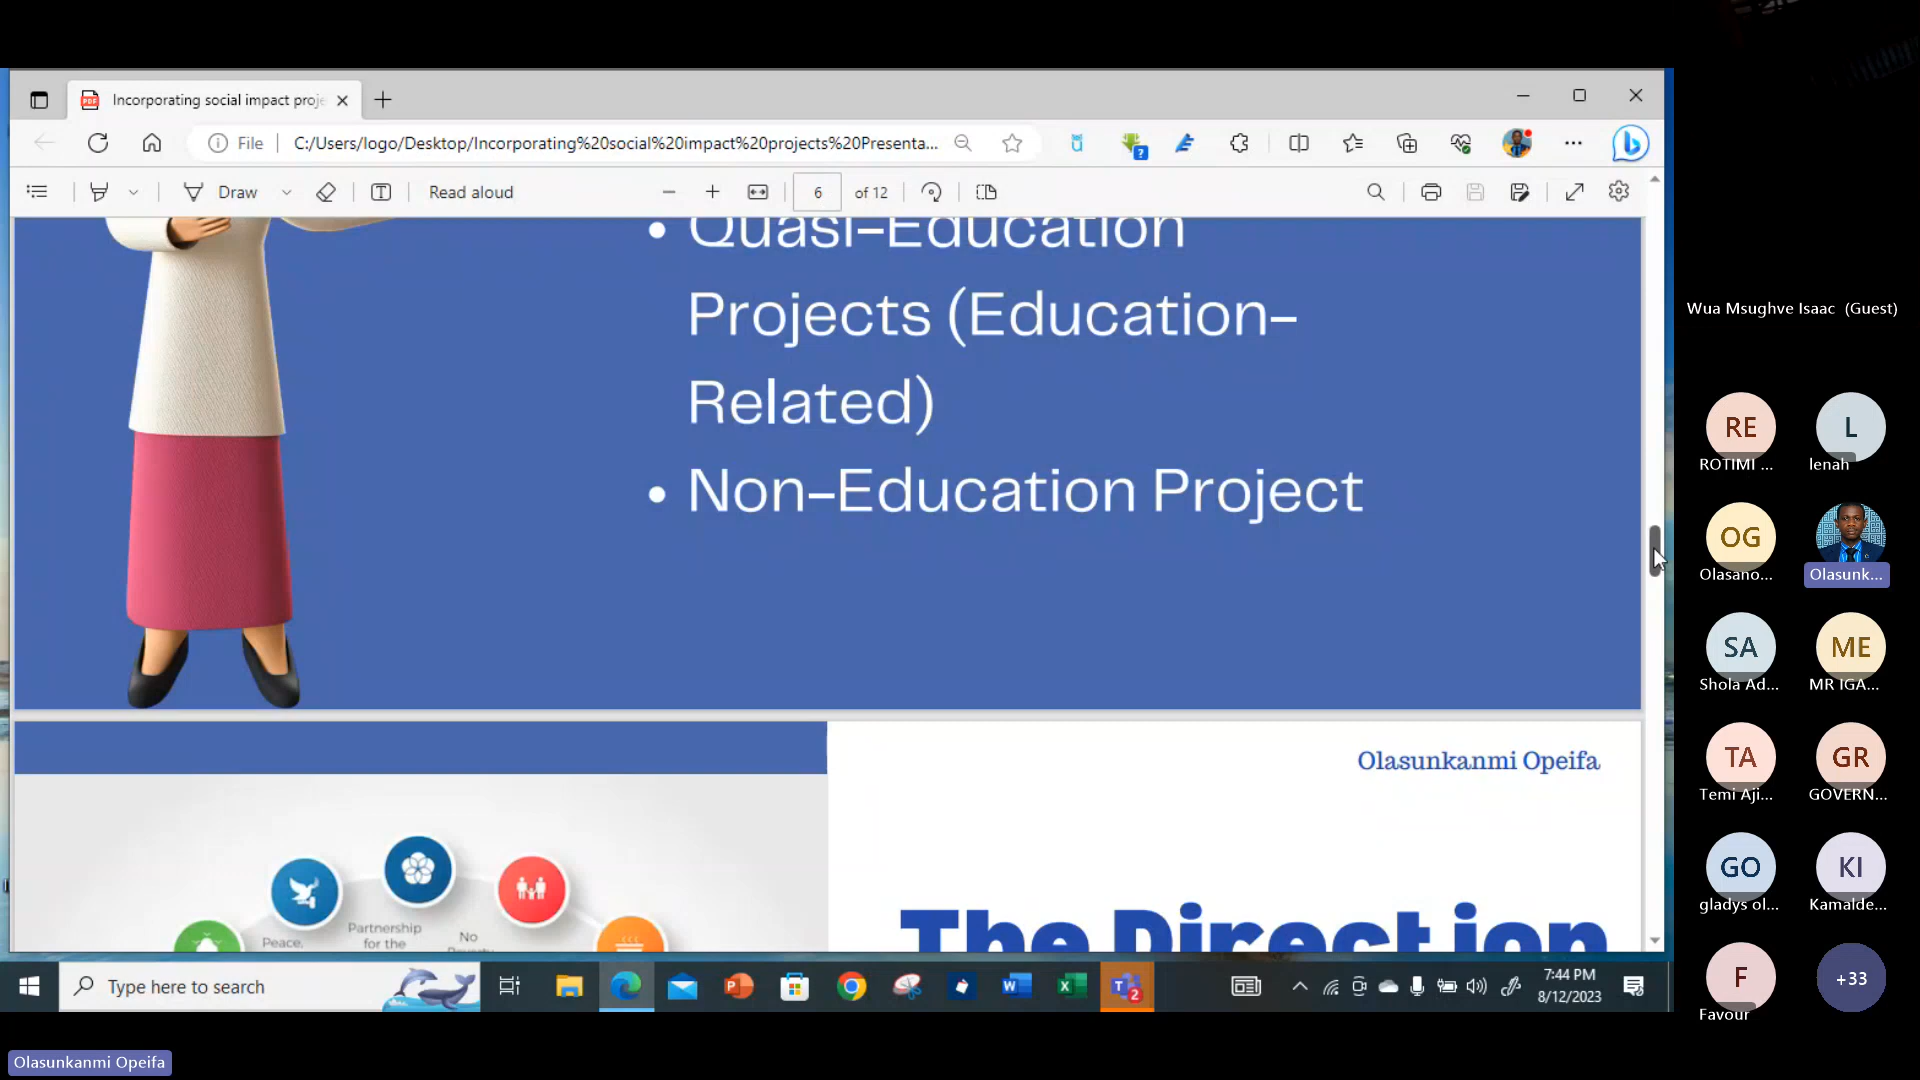 Incorporating social impact proje
File
C:/Users/logo/Desktop/Incorporating%20social%20impact%20projects%20Presenta...
Draw
Read aloud
6
of 12
• Quasi-Education
Projects (Education-
Related)
• Non-Education Project
Olasunkanmi Opeifa
The Direction
Peace,
Partnership
for the
No
Wua Msughve Isaac (Guest)
RE
ROTIMI ...
L
lenah
OG
Olasano...
Olasunk...
SA
Shola Ad...
ME
MR IGA...
TA
Temi Aji...
GR
GOVERN...
GO
gladys ol...
KI
Kamalde...
F
Favour
+33
Type here to search
2
7:44 PM
8/12/2023
Olasunkanmi Opeifa